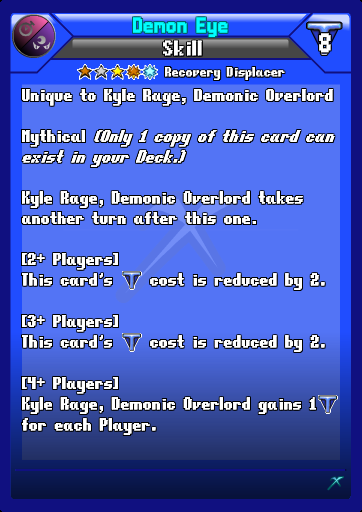 Demon Eye
Skill
8
Recovery Displacer
Unique to Kyle Rage, Demonic Overlord
Mythical (Only 1 copy of this card can
exist in your Deck.)
Kyle Rage, Demonic Overlord takes
another turn after this one.
[2+ Players]
This card's cost is reduced by 2.
[3+ Players]
This card's cost is reduced by 2.
[4+ Players]
Kyle Rage, Demonic Overlord gains 1
for each Player.